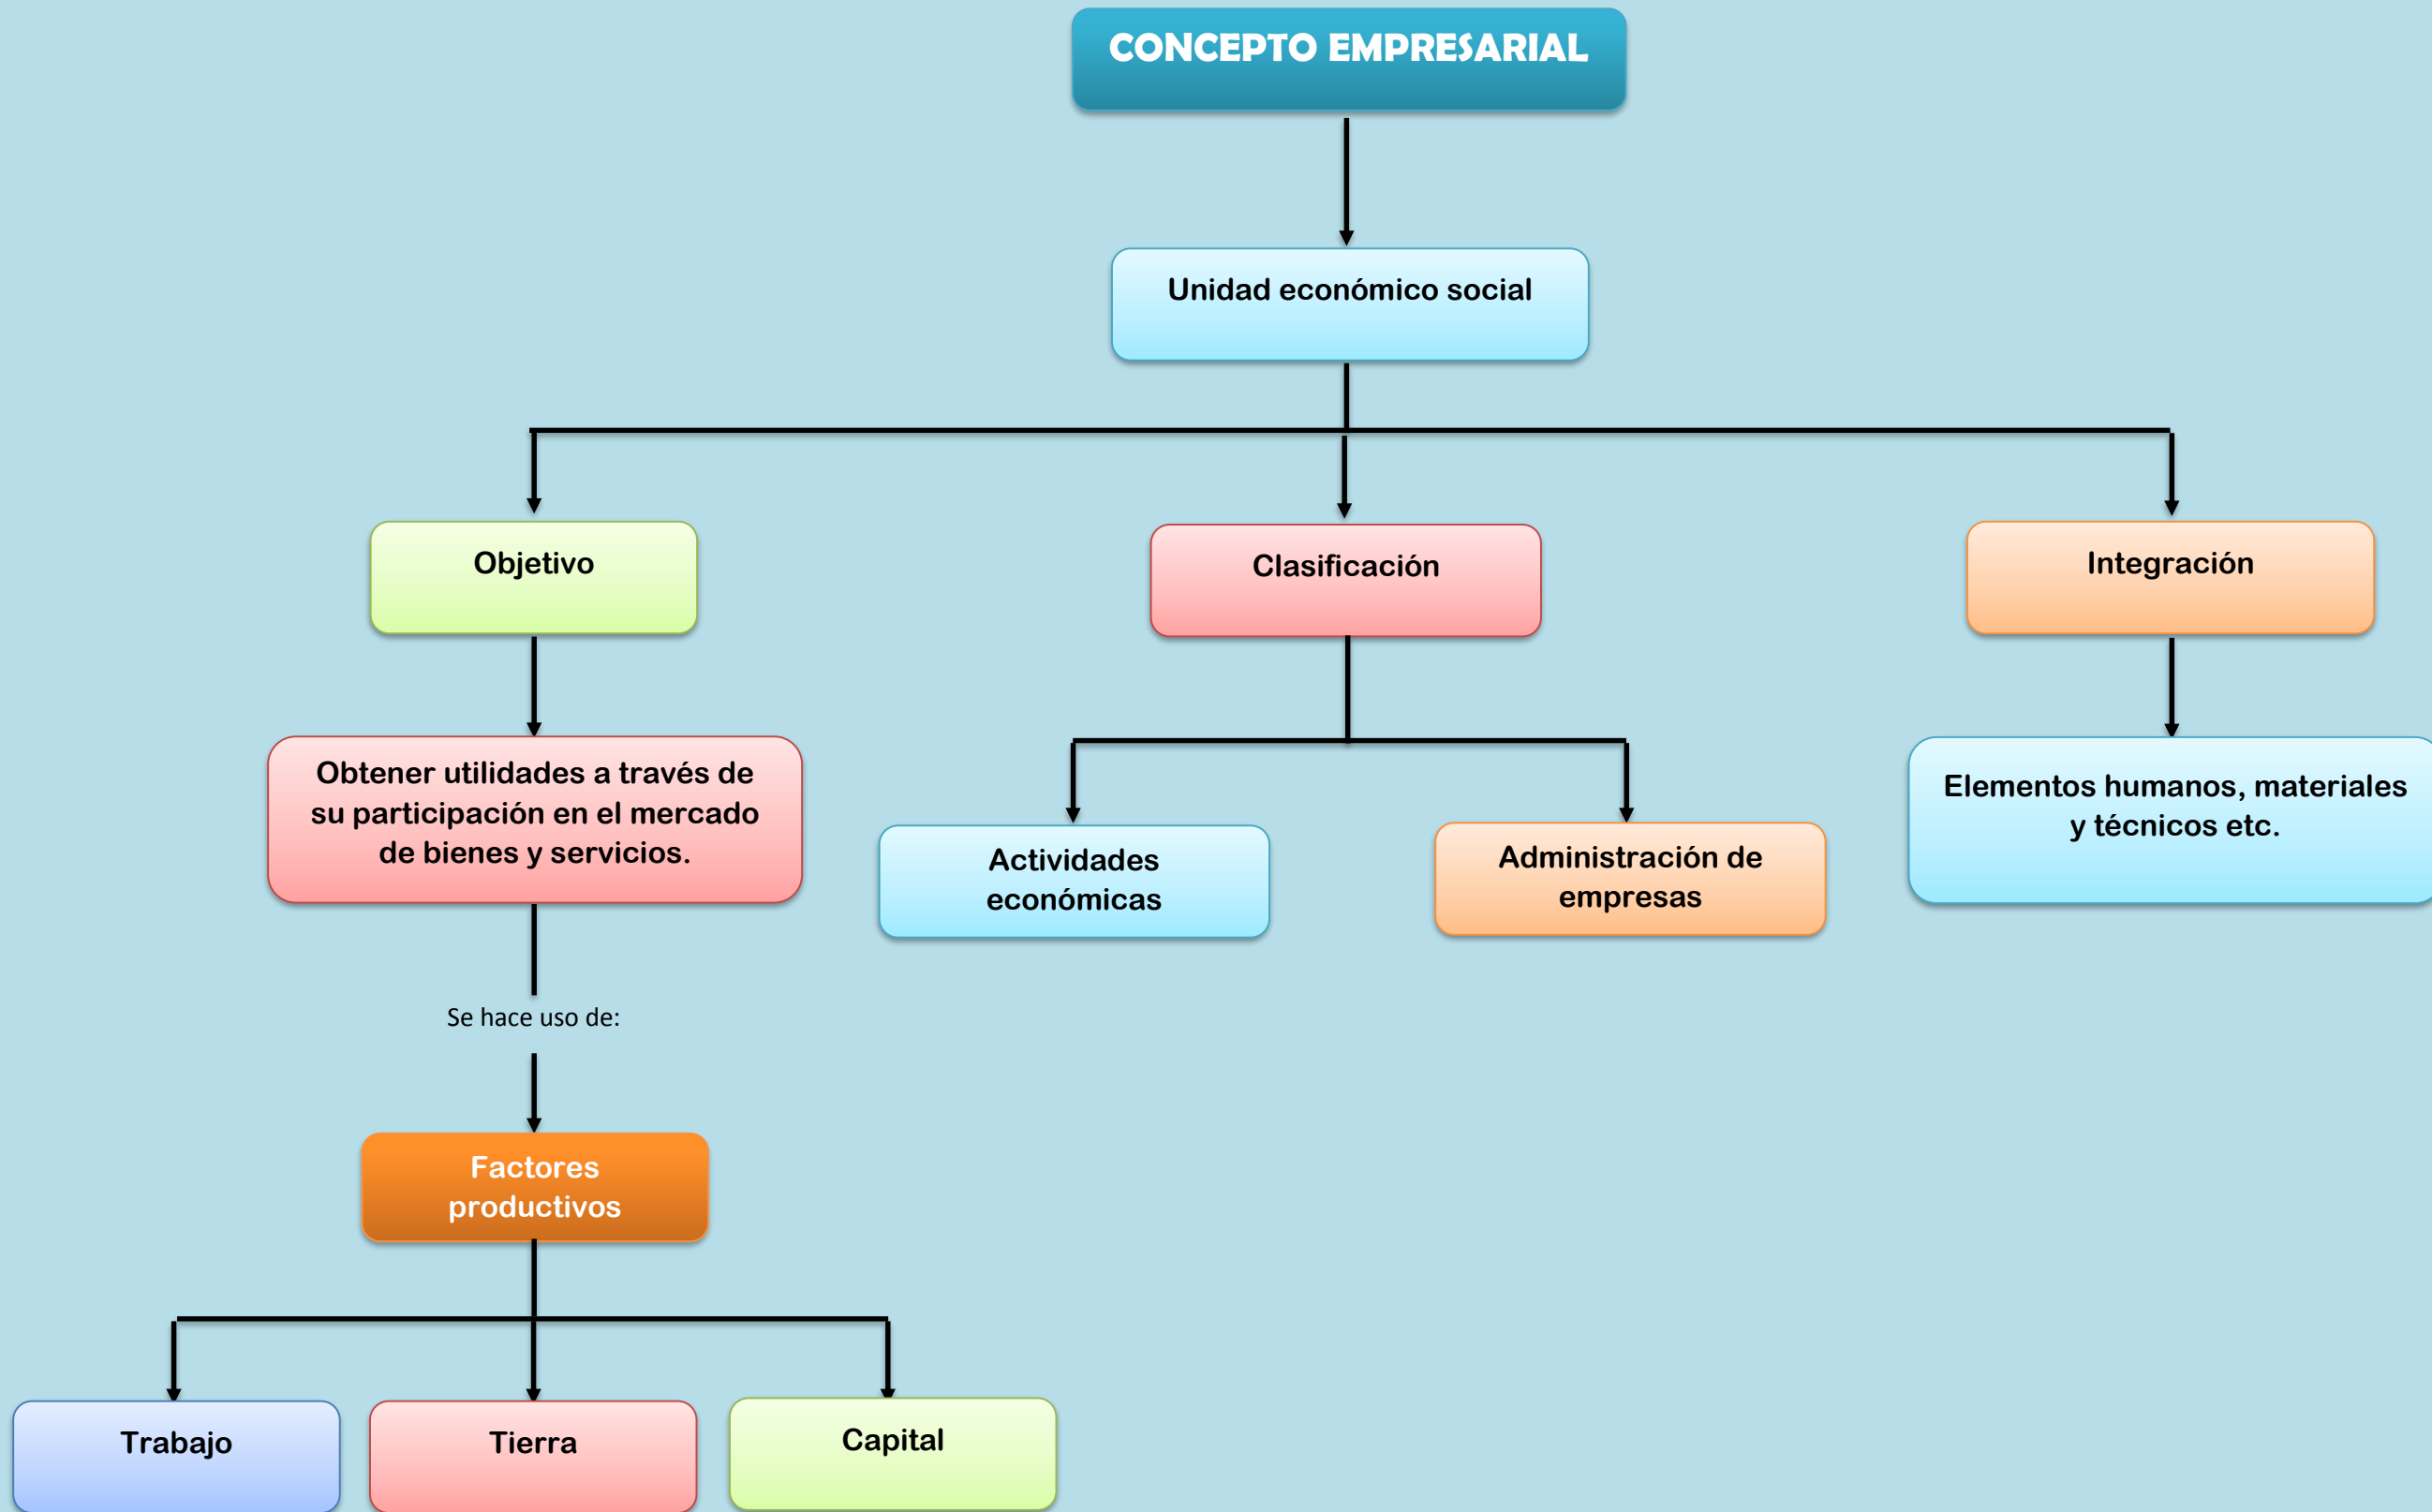 CONCEPTO EMPRESARIAL
Unidad económico social
Objetivo
Clasificación
Integración
Obtener utilidades a través de
su participación en el mercado
de bienes y servicios.
Actividades
económicas
Administración de
empresas
Elementos humanos, materiales
y técnicos etc.
Se hace uso de:
Factores
productivos
Trabajo
Tierra
Capital